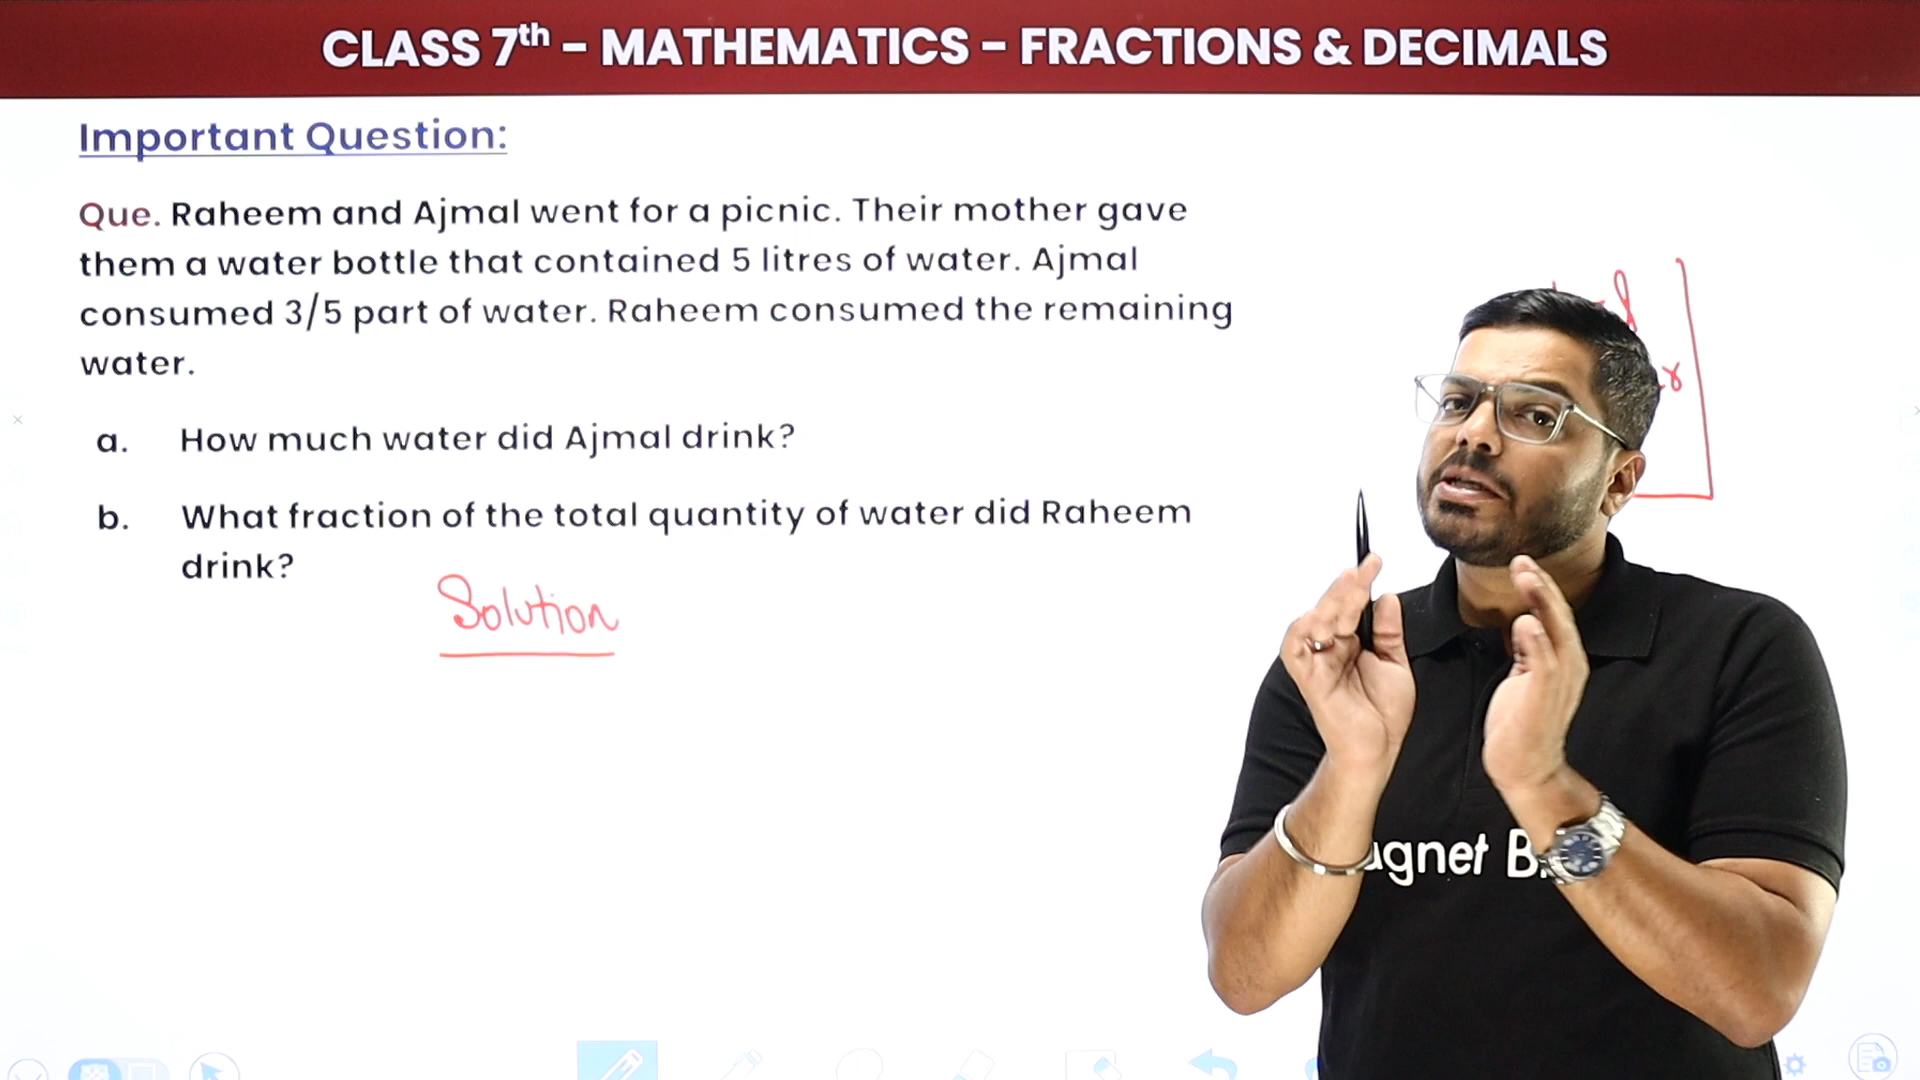 CLASS 7th – MATHEMATICS – FRACTIONS & DECIMALS
Important Question:
Que. Raheem and Ajmal went for a picnic. Their mother gave
them a water bottle that contained 5 litres of water. Ajmal
consumed 3/5 part of water. Raheem consumed the remaining
water.
a. How much water did Ajmal drink?
b. What fraction of the total quantity of water did Raheem
drink?
Solution